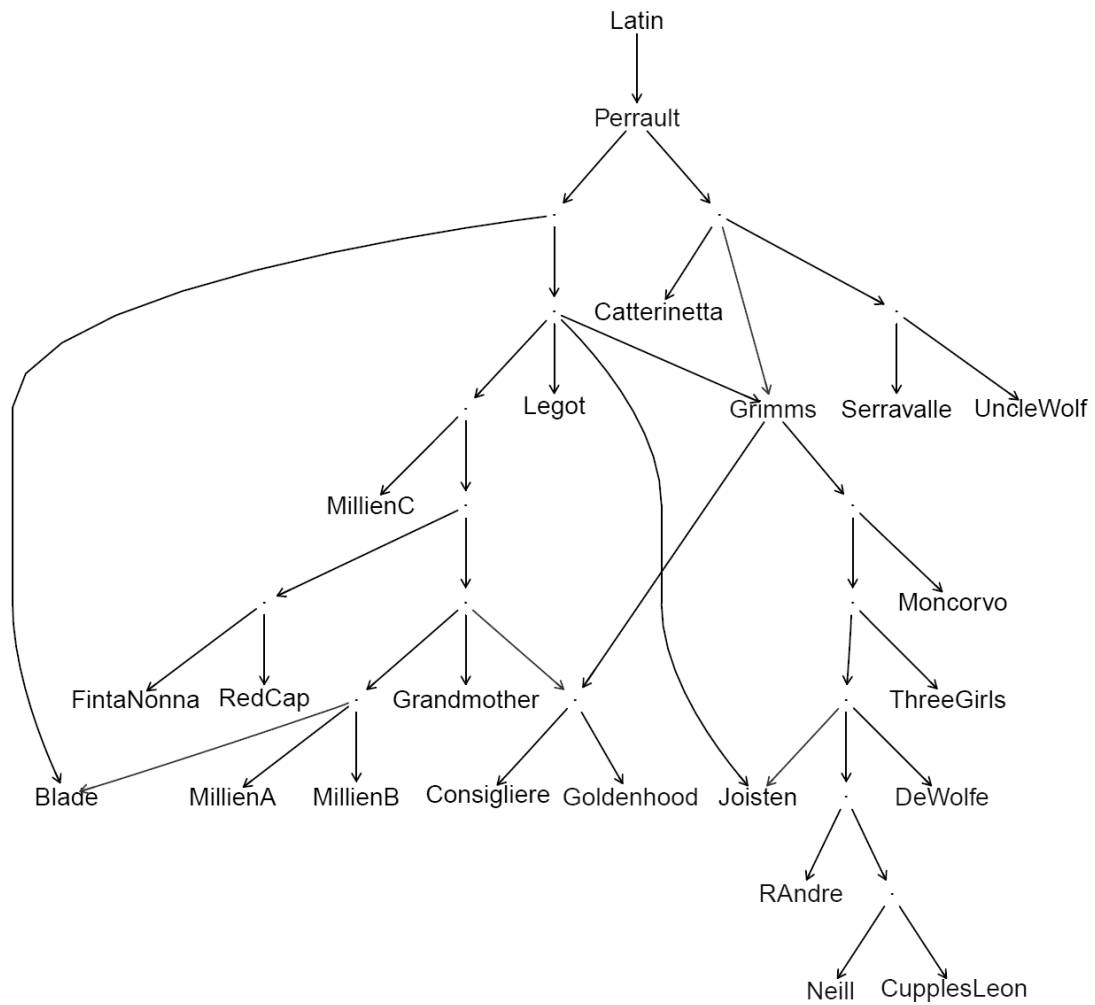 Latin
Perrault
Catterinetta
Legot
Grimms
Serravalle
UncleWolf
MillienC
Moncorvo
FintaNonna
RedCap
Grandmother
ThreeGirls
Blade
MillienA
MillienB
Consigliere
Goldenhood
Joisten
DeWolfe
RAndre
Neill
CupplesLeon